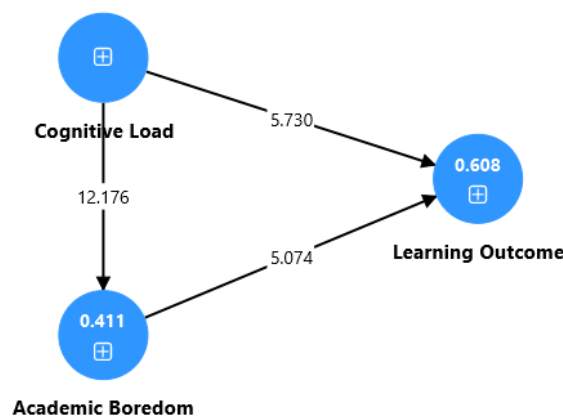 Cognitive Load
5.730
0.608
12.176
Learning Outcome
5.074
0.411
Academic Boredom